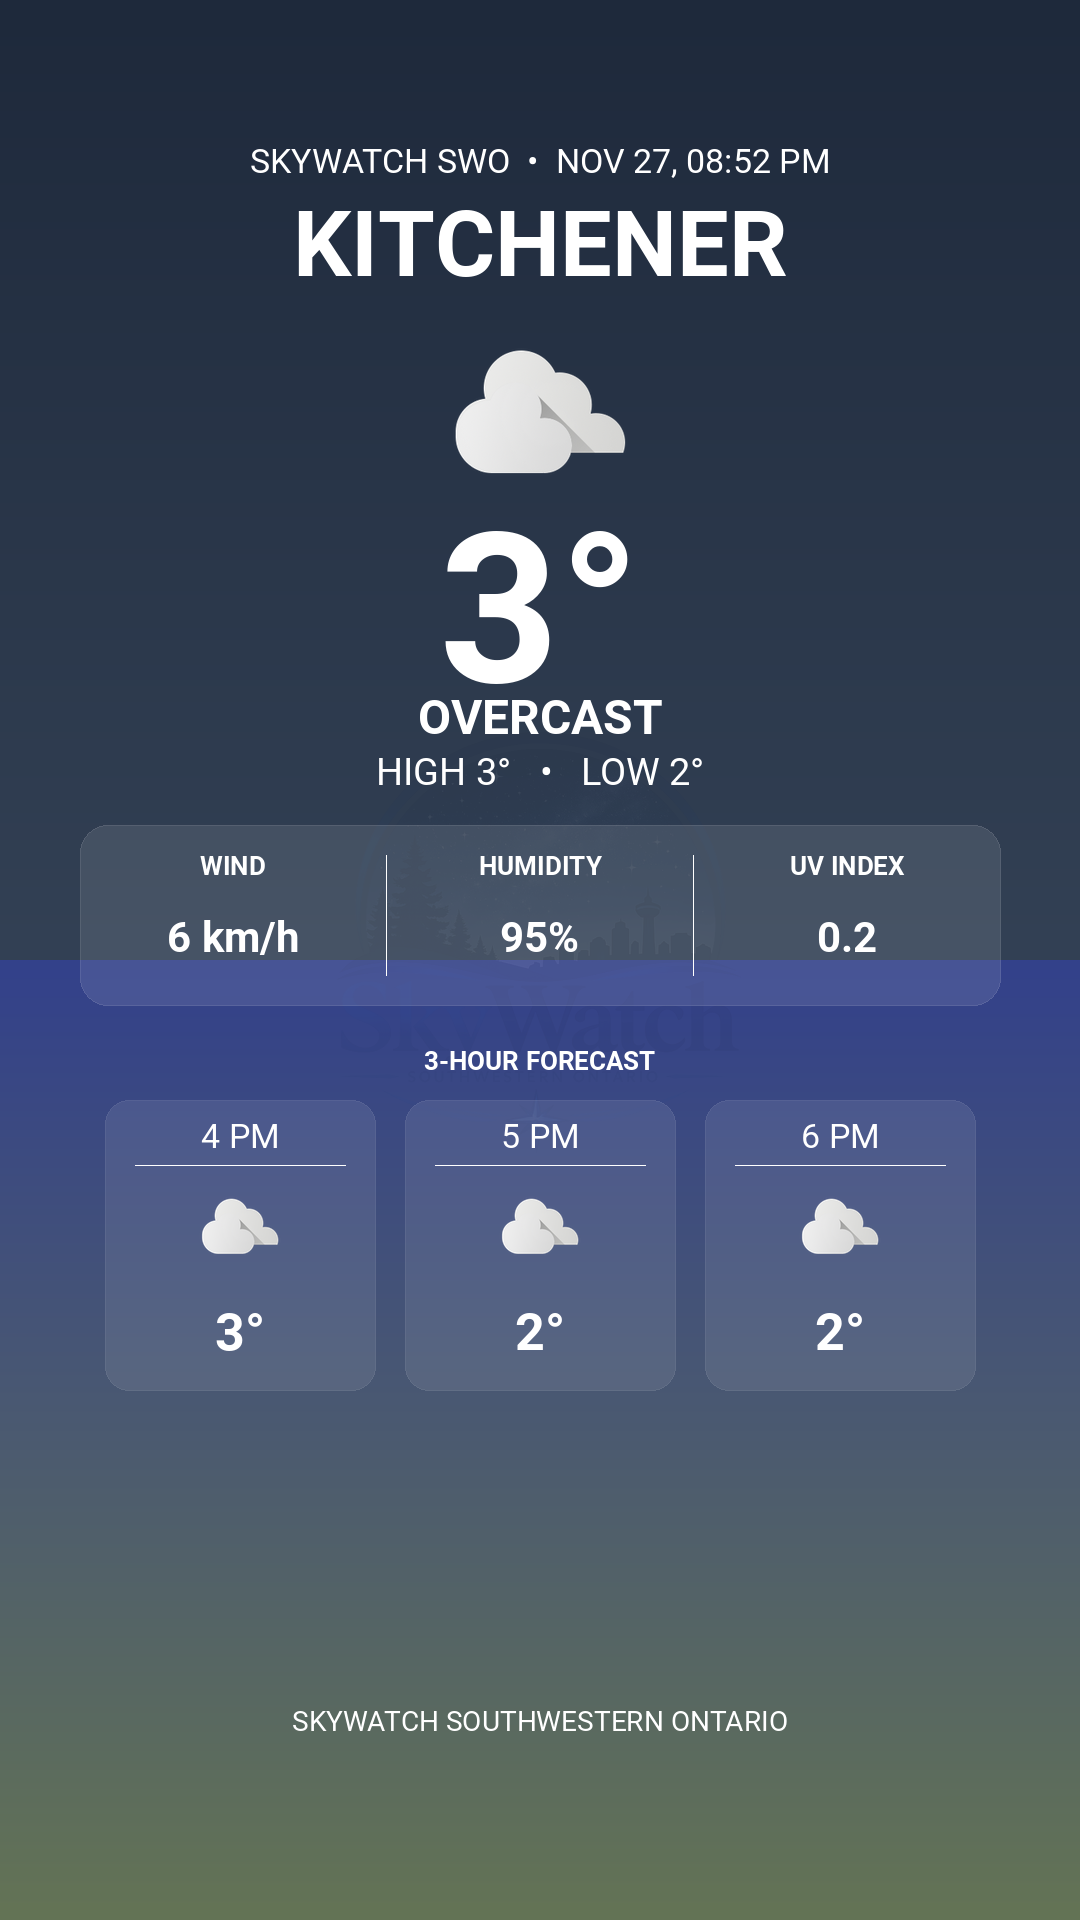 SKYWATCH SWO • NOV 27, 08:52 PM
KITCHENER
3°
OVERCAST
HIGH 3° • LOW 2°
WIND HUMIDITY UV INDEX
6 km/h 95% 0.2
SkyWatch
3-HOUR FORECAST
4 PM 5 PM 6 PM
3° 2° 2°
SKYWATCH SOUTHWESTERN ONTARIO